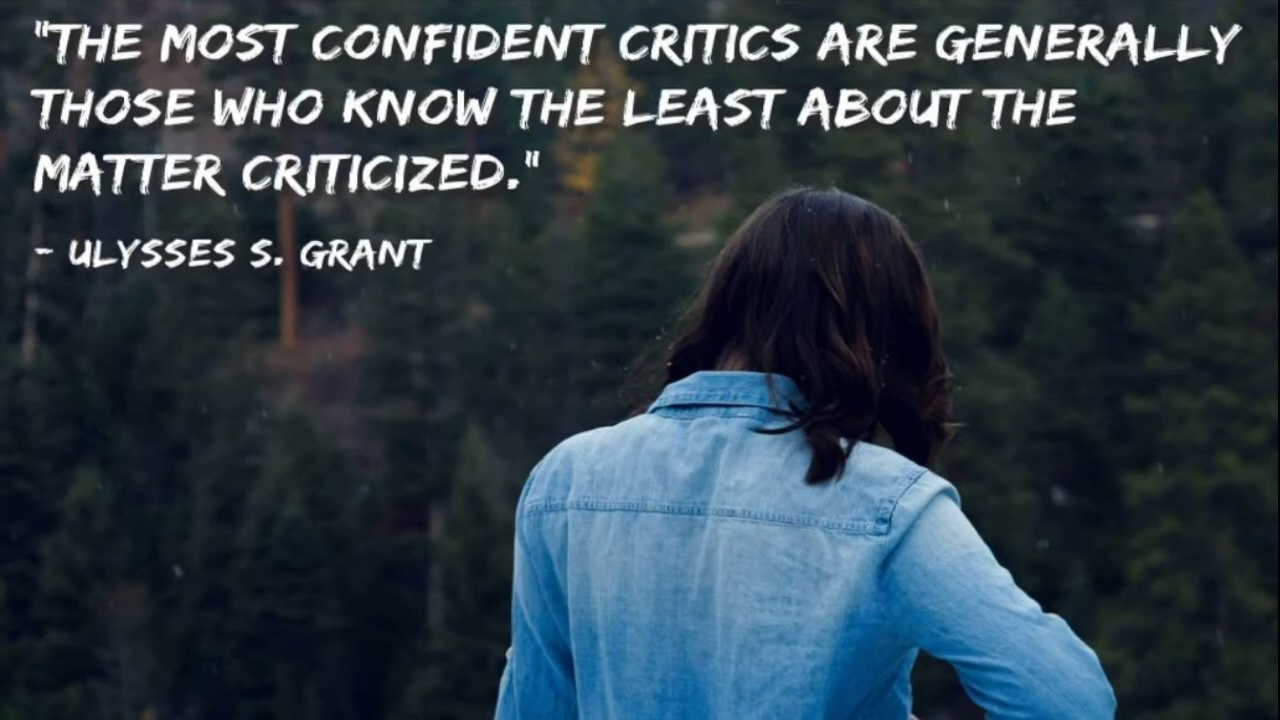 "THE MOST CONFIDENT CRITICS ARE GENERALLY
THOSE WHO KNOW THE LEAST ABOUT THE
MATTER CRITICIZED."
- ULYSSES S. GRANT